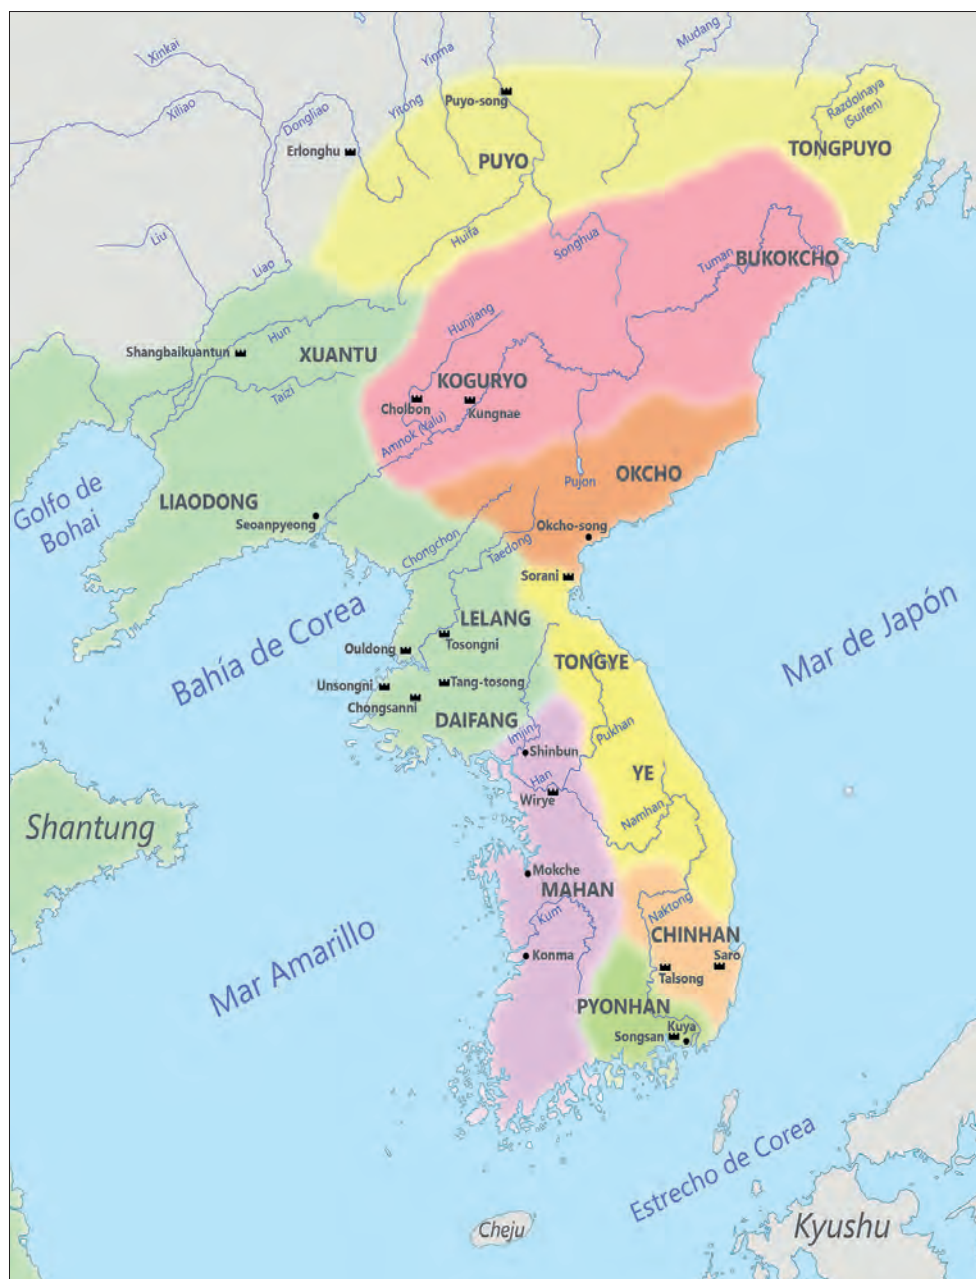 Xinkai
Yinma
Mudang
Xiliao
Dongliao
Yitong
Puyo-song
Razdolnaya
(Suifen)
Erlonghu
PUYO
TONGPUYO
Liu
Huifa
Songhua
Liao
Tuman
BUKOKCHO
Hun
Hunjiang
Shangbaikuantun
XUANTU
Taizi
KOGURYO
Cholbon
Kungnae
Amnok (Yalu)
Golfo de
Bohai
LIAODONG
Seoanpyeong
Pujon
OKCHO
Okcho-song
Chongchon
Taedong
Sorani
Bahía de Corea
LELANG
Tosongni
Ouldong
TONGYE
Mar de Japón
Unsongni
Tang-tosong
Chongsanni
DAIFANG
Imjin
Shinbun
Pukhan
Han
YE
Wirye
Namhan
Shantung
Mokche
MAHAN
Naktong
Kum
CHINHAN
Mar Amarillo
Konma
Saro
Talsong
PYONHAN
Kuya
Songsan
Estrecho de Corea
Cheju
Kyushu